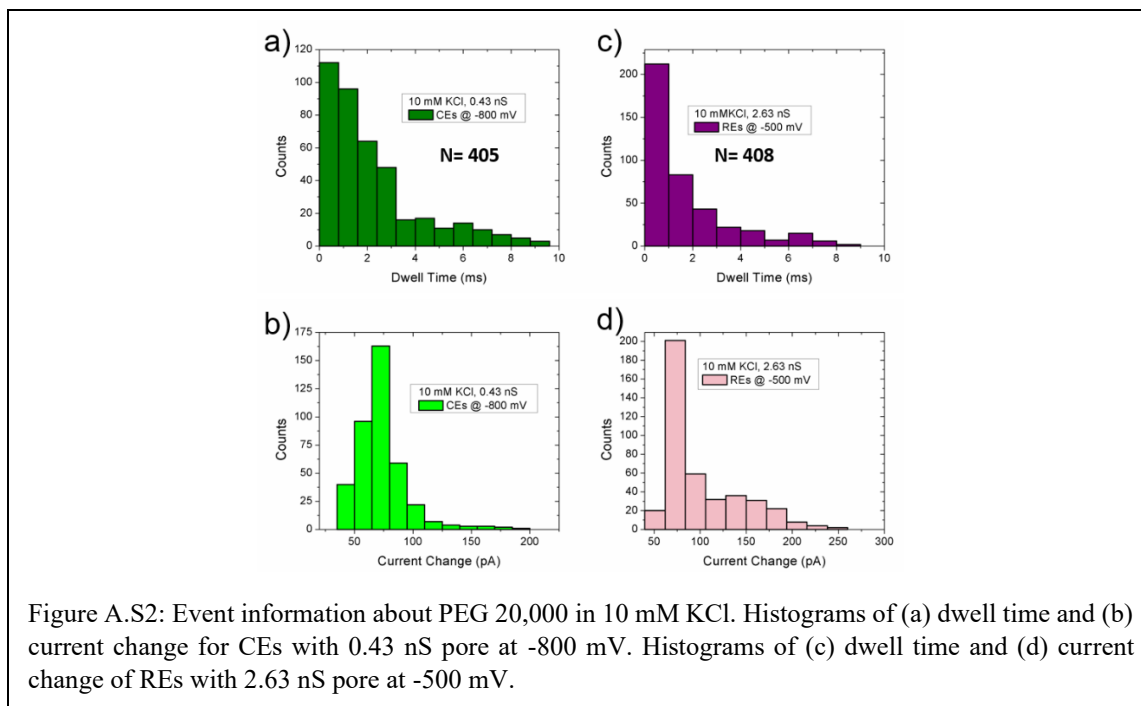 a)
120
110
100
90
80
70
60
50
40
30
20
10
0
Counts
10 mM KCl, 0.43 nS
CEs @ -800 mV
N= 405
0 2 4 6 8 10
Dwell Time (ms)
c)
200
150
100
50
0
Counts
10 mMKCl, 2.63 nS
REs @ -500 mV
N= 408
0 2 4 6 8 10
Dwell Time (ms)
b)
175
150
125
100
75
50
25
0
Counts
10 mM KCl, 0.43 nS
CEs @ -800 mV
50 100 150 200
Current Change (pA)
d)
200
180
160
140
120
100
80
60
40
20
0
Counts
10 mM KCl, 2.63 nS
REs @ -500 mV
50 100 150 200 250 300
Current Change (pA)
Figure A.S2: Event information about PEG 20,000 in 10 mM KCl. Histograms of (a) dwell time and (b)
current change for CEs with 0.43 nS pore at -800 mV. Histograms of (c) dwell time and (d) current
change of REs with 2.63 nS pore at -500 mV.